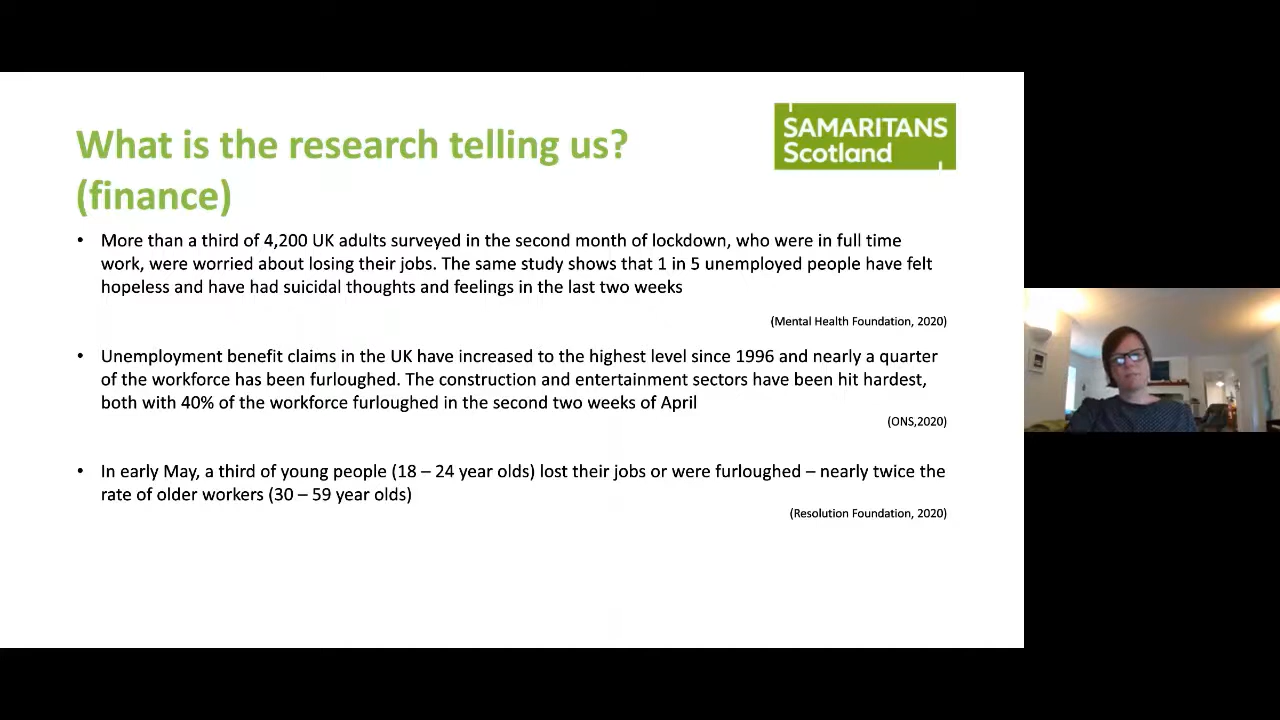 What is the research telling us?
(finance)
SAMARITANS
Scotland
• More than a third of 4,200 UK adults surveyed in the second month of lockdown, who were in full time
work, were worried about losing their jobs. The same study shows that 1 in 5 unemployed people have felt
hopeless and have had suicidal thoughts and feelings in the last two weeks
(Mental Health Foundation, 2020)
• Unemployment benefit claims in the UK have increased to the highest level since 1996 and nearly a quarter
of the workforce has been furloughed. The construction and entertainment sectors have been hit hardest,
both with 40% of the workforce furloughed in the second two weeks of April
(ONS,2020)
• In early May, a third of young people (18 – 24 year olds) lost their jobs or were furloughed – nearly twice the
rate of older workers (30 – 59 year olds)
(Resolution Foundation, 2020)